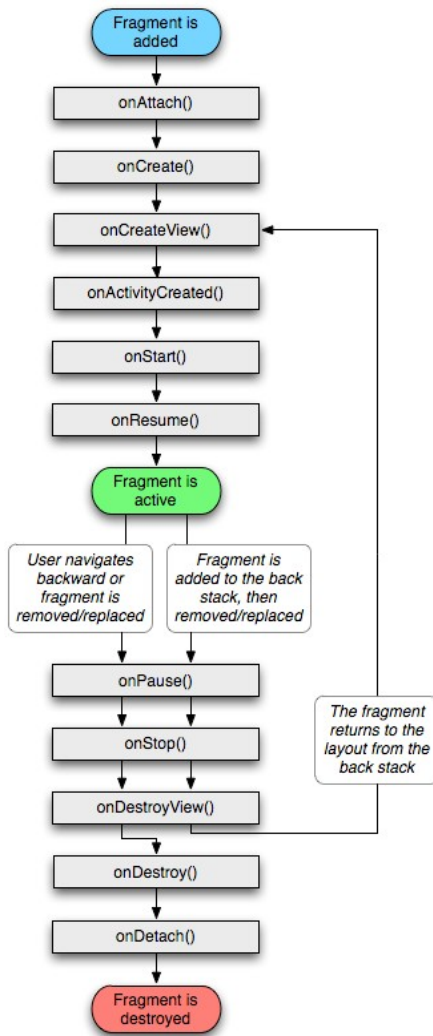 Fragment is
added
onAttach()
onCreate()
onCreateView()
onActivityCreated()
onStart()
onResume()
Fragment is
active
User navigates
backward or
fragment is
removed/replaced
Fragment is
added to the back
stack, then
removed/replaced
onPause()
onStop()
onDestroyView()
The fragment
returns to the
layout from the
back stack
onDestroy()
onDetach()
Fragment is
destroyed